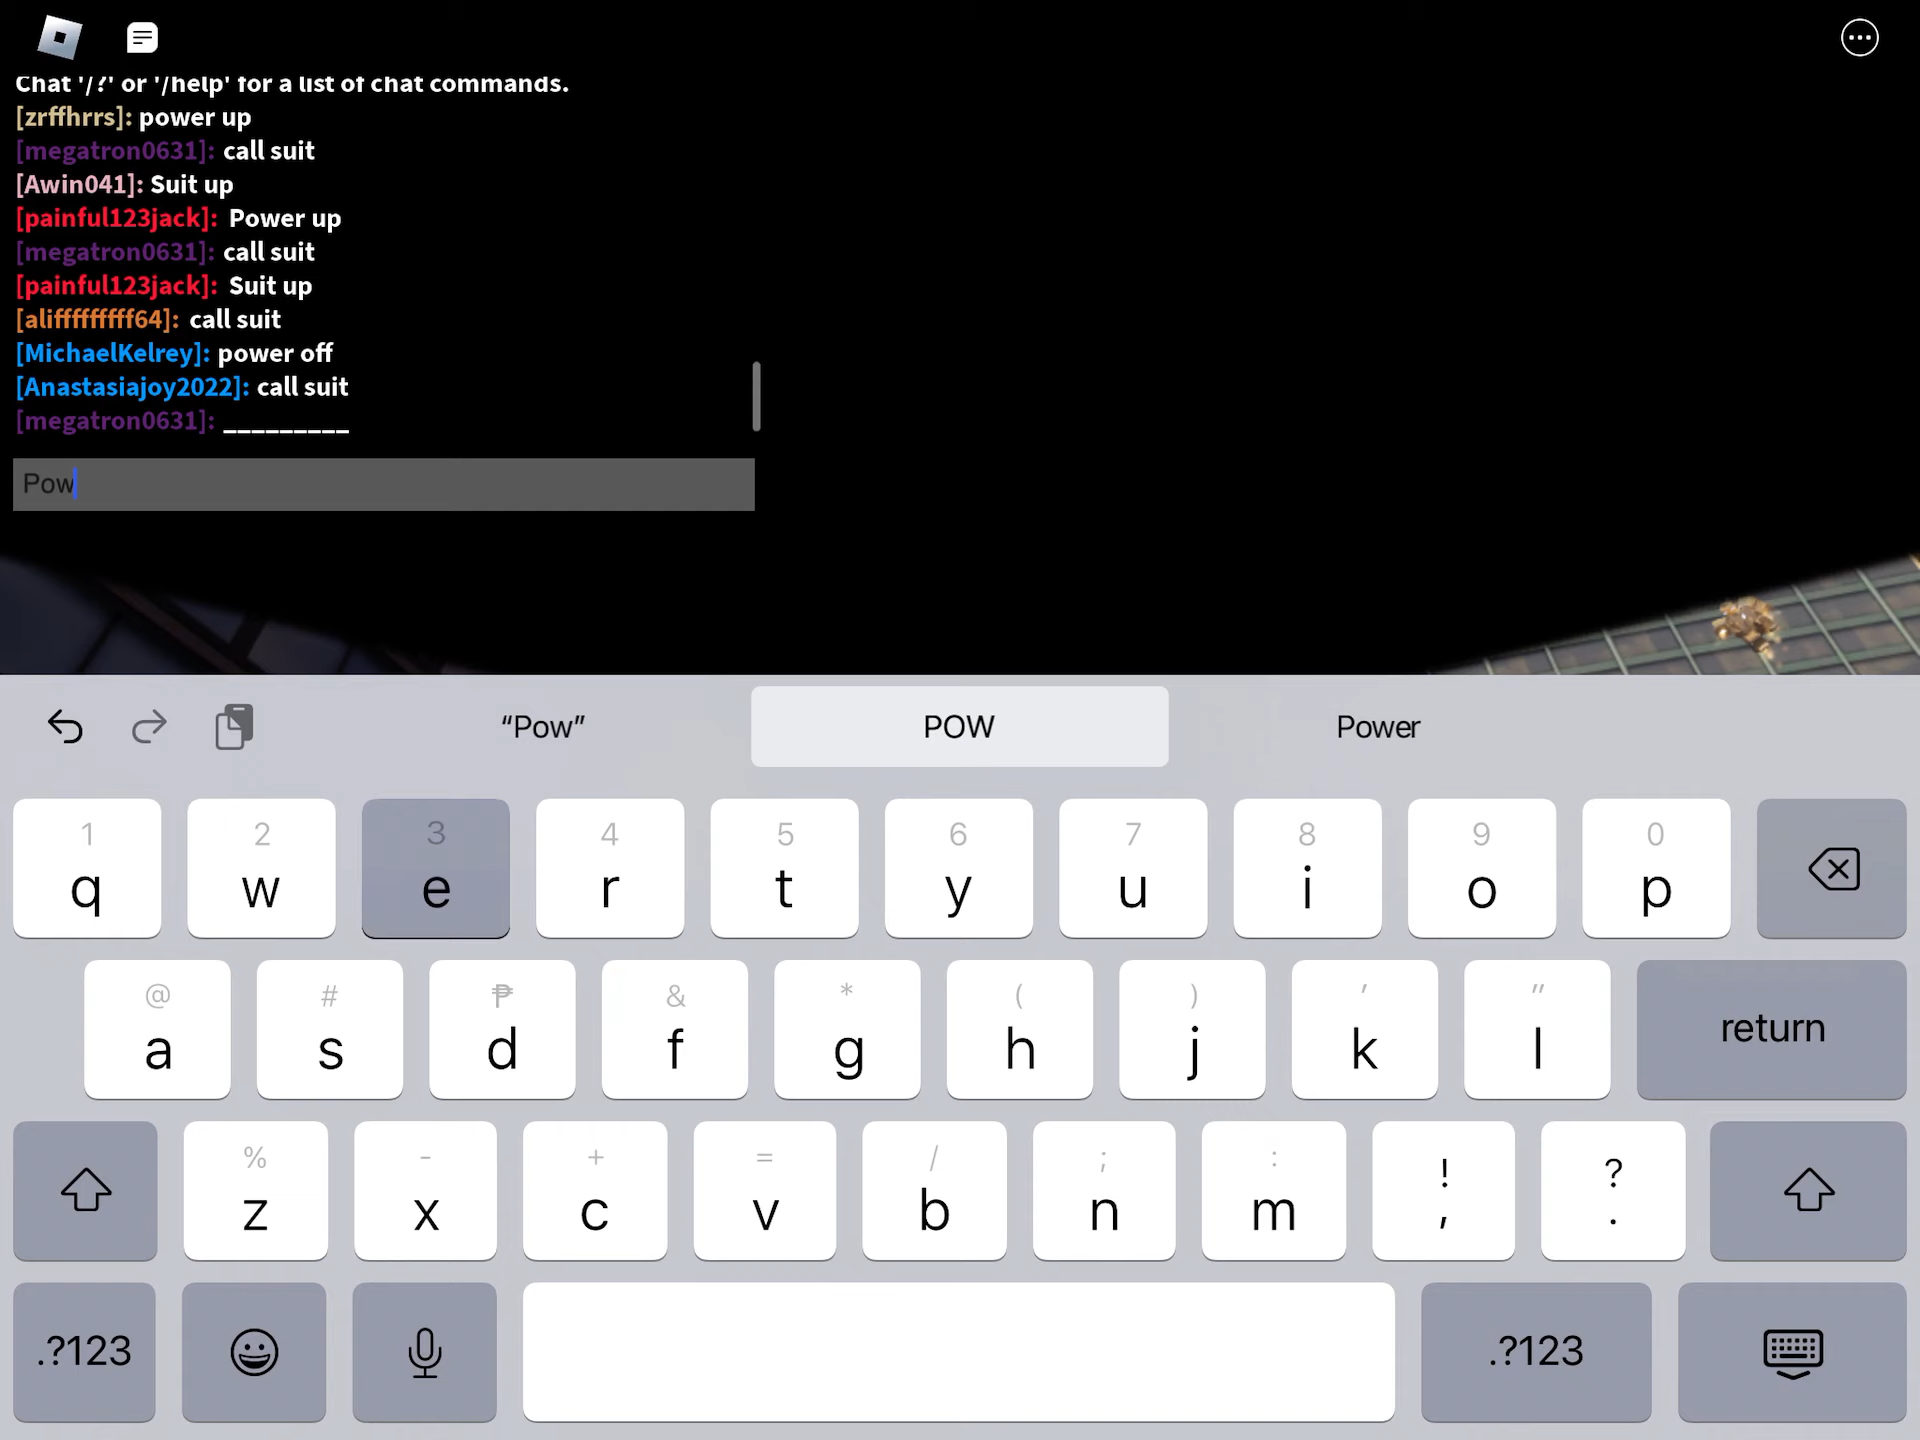 Chat '/?' or '/help' for a list of chat commands.
[zrffhrrs]: power up
[megatron0631]: call suit
[Awin041]: Suit up
[painful123jack]: Power up
[megatron0631]: call suit
[painful123jack]: Suit up
[alifffffffff64]: call suit
[MichaelKelrey]: power off
[Anastasiajoy2022]: call suit
[megatron0631]: _________
Pow
“Pow” POW Power
1 2 3 4 5 6 7 8 9 0
q w e r t y u i o p
@ # ₱ & * ( ) ' "
a s d f g h j k l return
% - + = / ; : ! ?
z x c v b n m , .
.?123 .?123